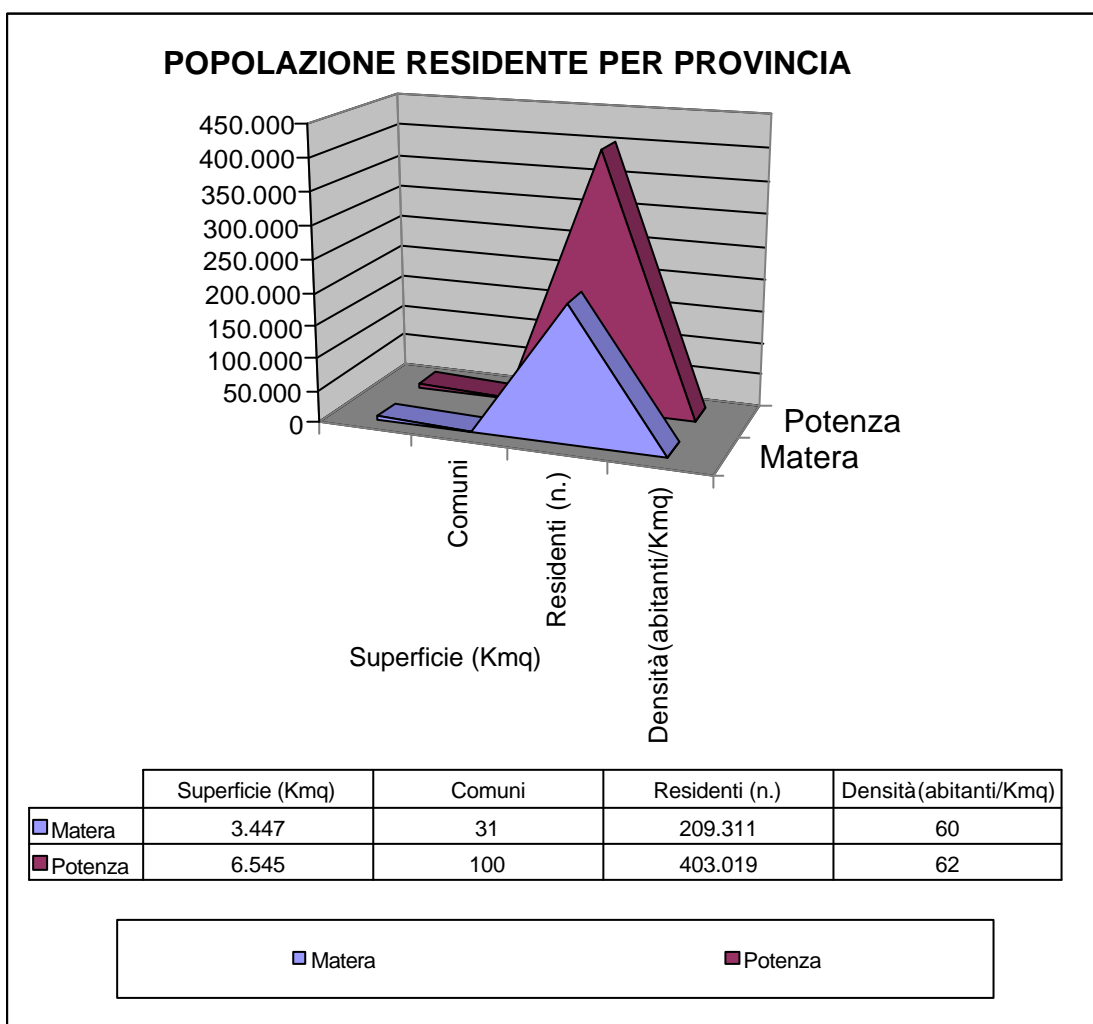 POPOLAZIONE RESIDENTE PER PROVINCIA
450.000
400.000
350.000
300.000
250.000
200.000
150.000
100.000
50.000
0
Potenza
Matera
Comuni
Residenti (n.)
Densità(abitanti/Kmq)
Superficie (Kmq)
Superficie (Kmq) Comuni Residenti (n.) Densità(abitanti/Kmq)
Matera 3.447 31 209.311 60
Potenza 6.545 100 403.019 62
Matera Potenza